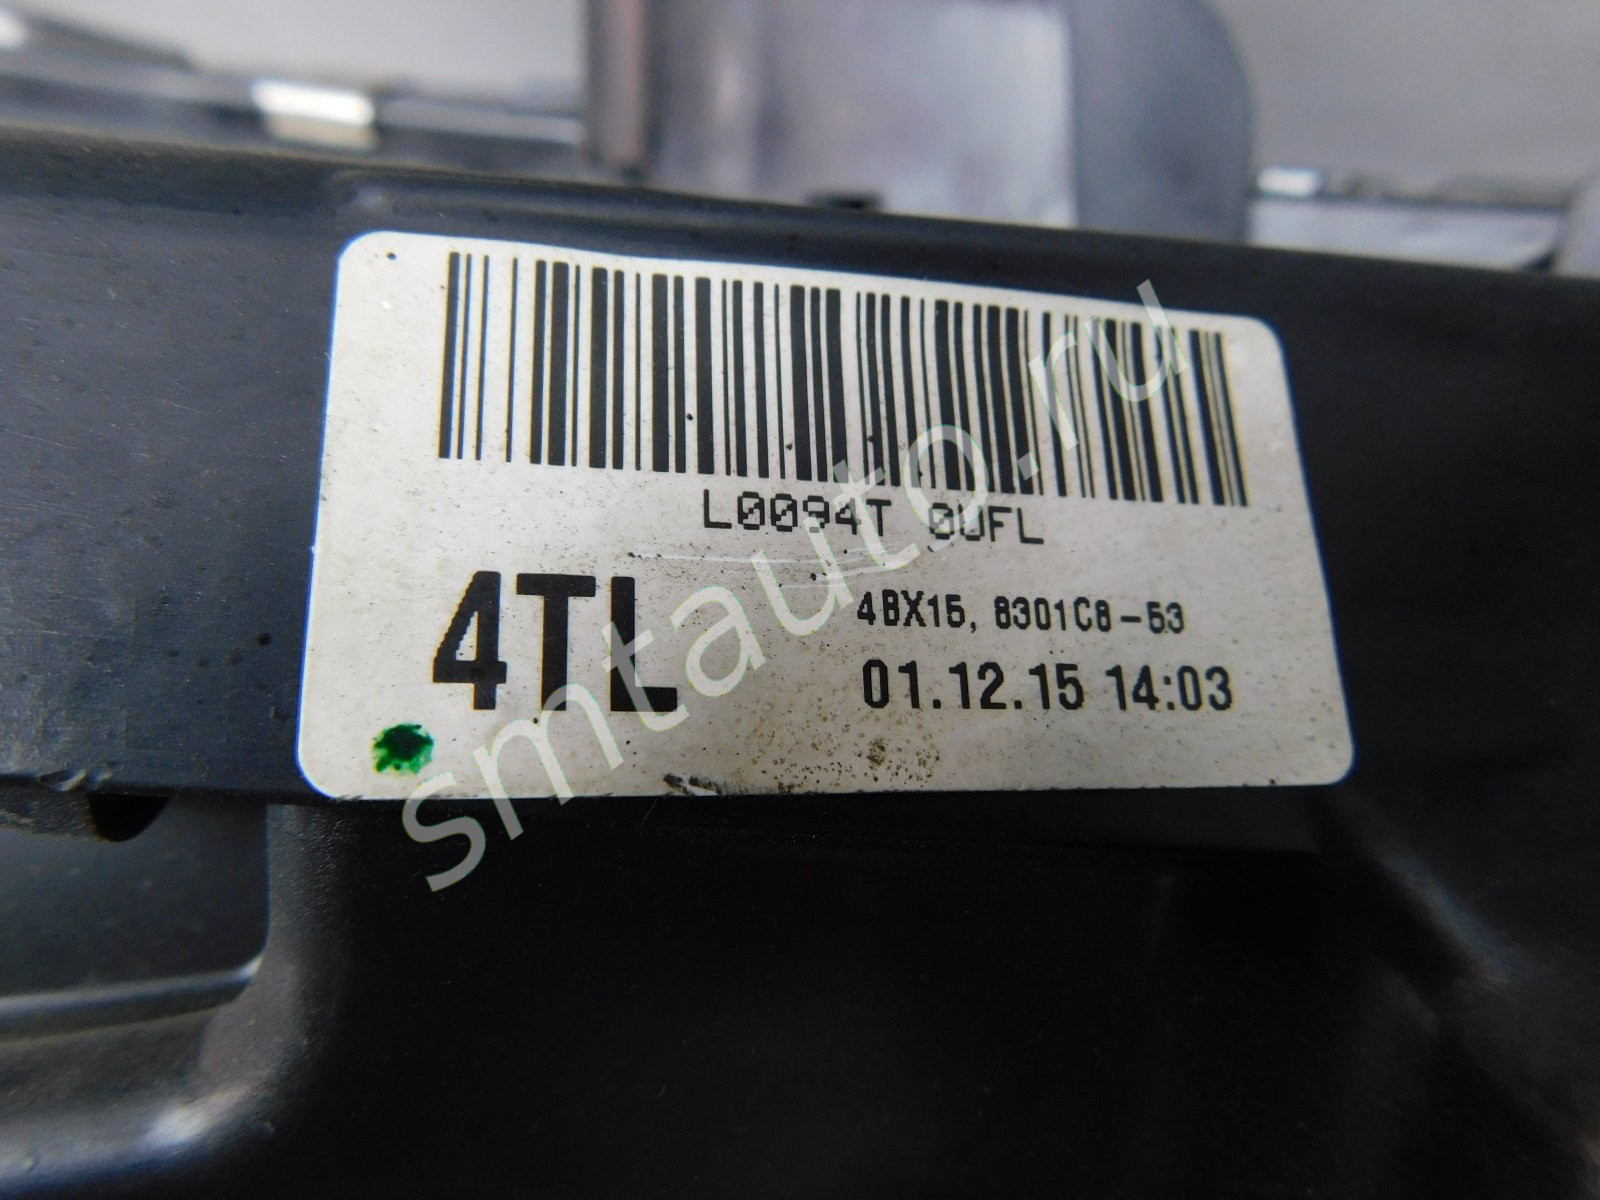 L0094T 0UFL
4TL
4BX15, 8301C8-53
01.12.15 14:03
smtauto.ru